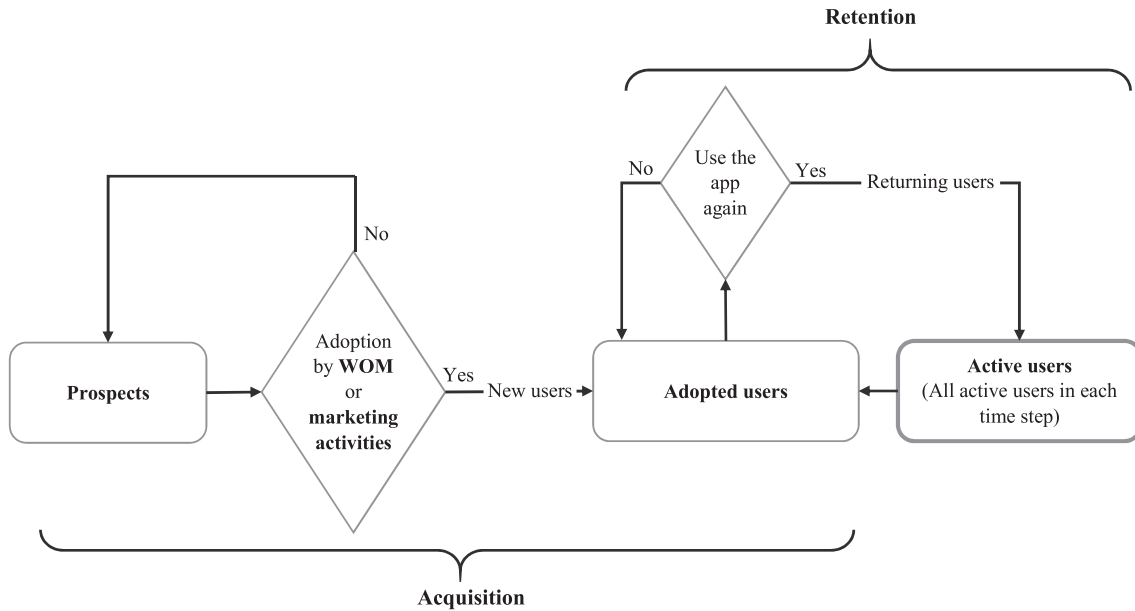 Retention
Use the
app
again
No
Yes
Returning users
No
Adoption
by WOM
or
marketing
activities
Prospects
Yes
New users
Adopted users
Active users
(All active users in each
time step)
Acquisition